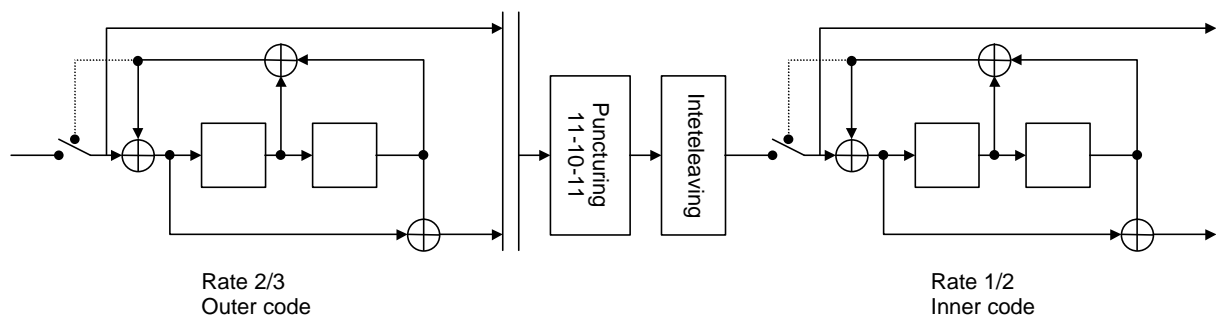 Puncturing
11-10-11
Inteteleaving
Rate 2/3
Outer code
Rate 1/2
Inner code